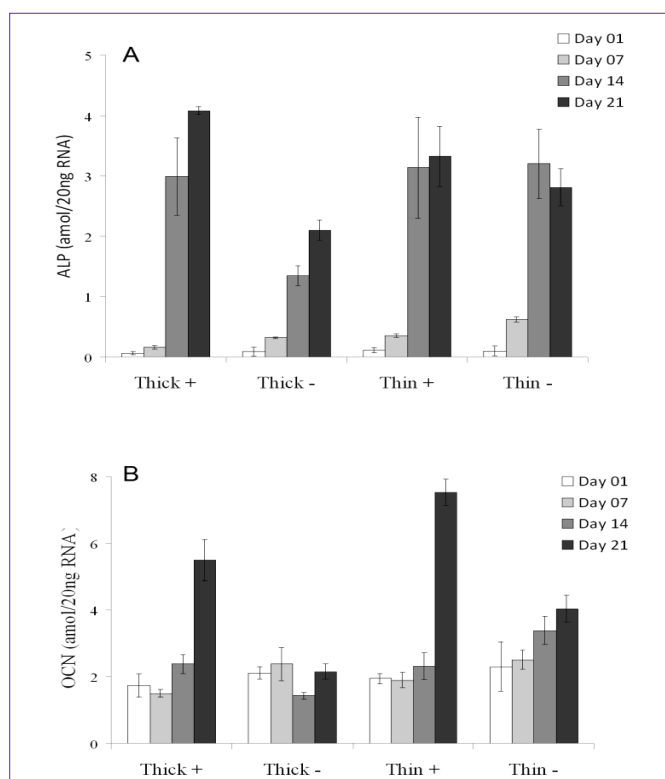 A
Day 01
Day 07
Day 14
Day 21
5
4
3
2
1
0
ALP (amol/20ng RNA)
Thick + Thick - Thin + Thin -
B
Day 01
Day 07
Day 14
Day 21
8
6
4
2
0
OCN (amol/20ng RNA)
Thick + Thick - Thin + Thin -